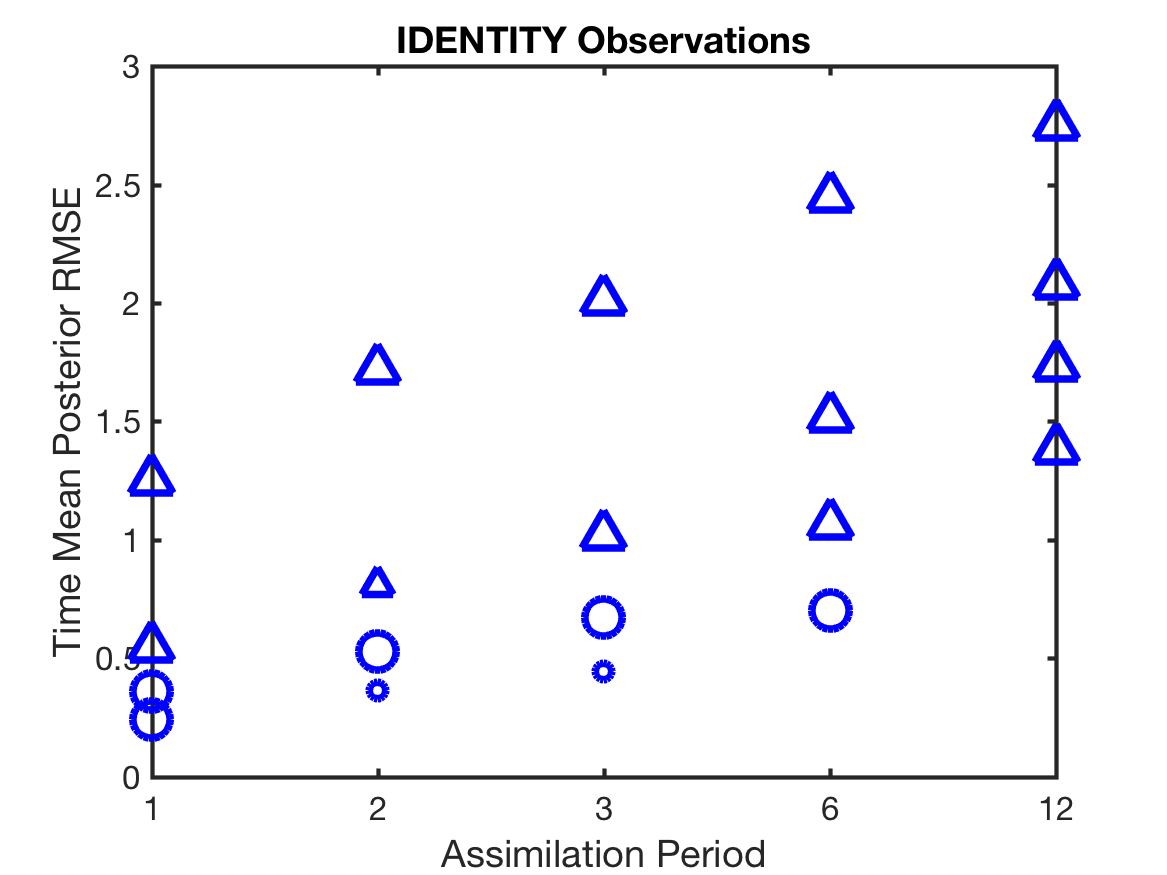 IDENTITY Observations
Time Mean Posterior RMSE
3
2.5
2
1.5
1
0.5
0
1 2 3 6 12
Assimilation Period